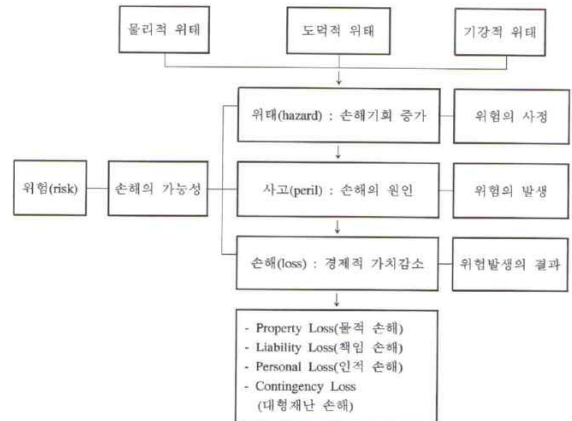 물리적 위태
도덕적 위태
기강적 위태
위태(hazard) : 손해기회 증가
위험의 사정
위험(risk)
손해의 가능성
사고(peril) : 손해의 원인
위험의 발생
손해(loss) : 경제적 가치감소
위험발생의 결과
- Property Loss(물적 손해)
- Liability Loss(책임 손해)
- Personal Loss(인적 손해)
- Contingency Loss
(대형재난 손해)